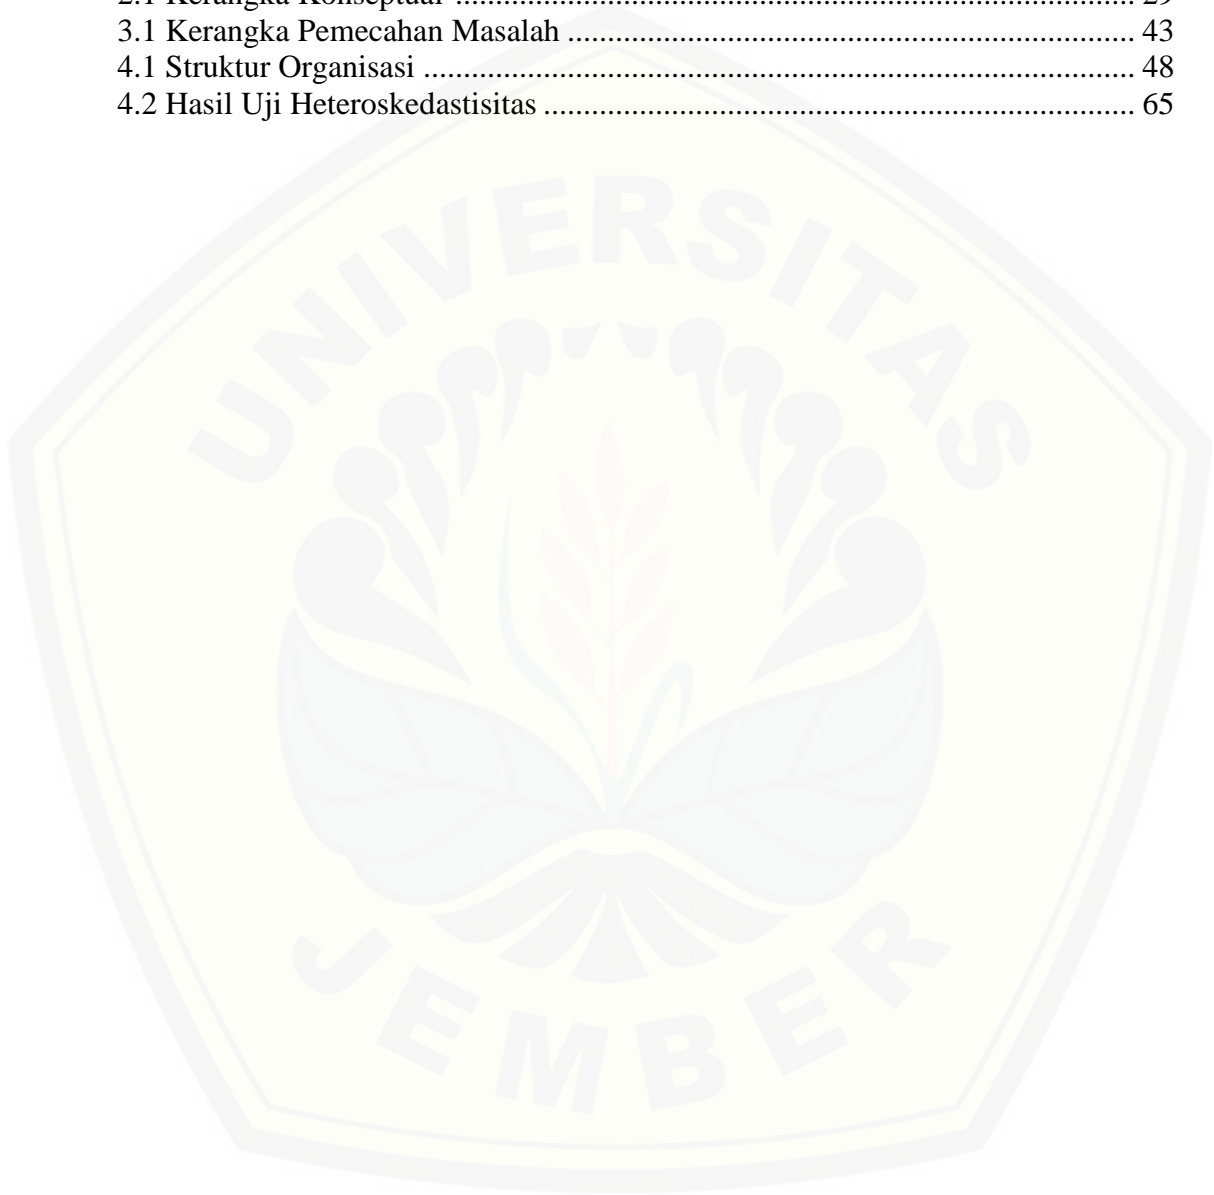 2.1 Kerangka Konseptual .................................................................................... 29
3.1 Kerangka Pemecahan Masalah ...................................................................... 43
4.1 Struktur Organisasi ........................................................................................ 48
4.2 Hasil Uji Heteroskedastisitas ......................................................................... 65
UNIVERSITAS
JEMBER